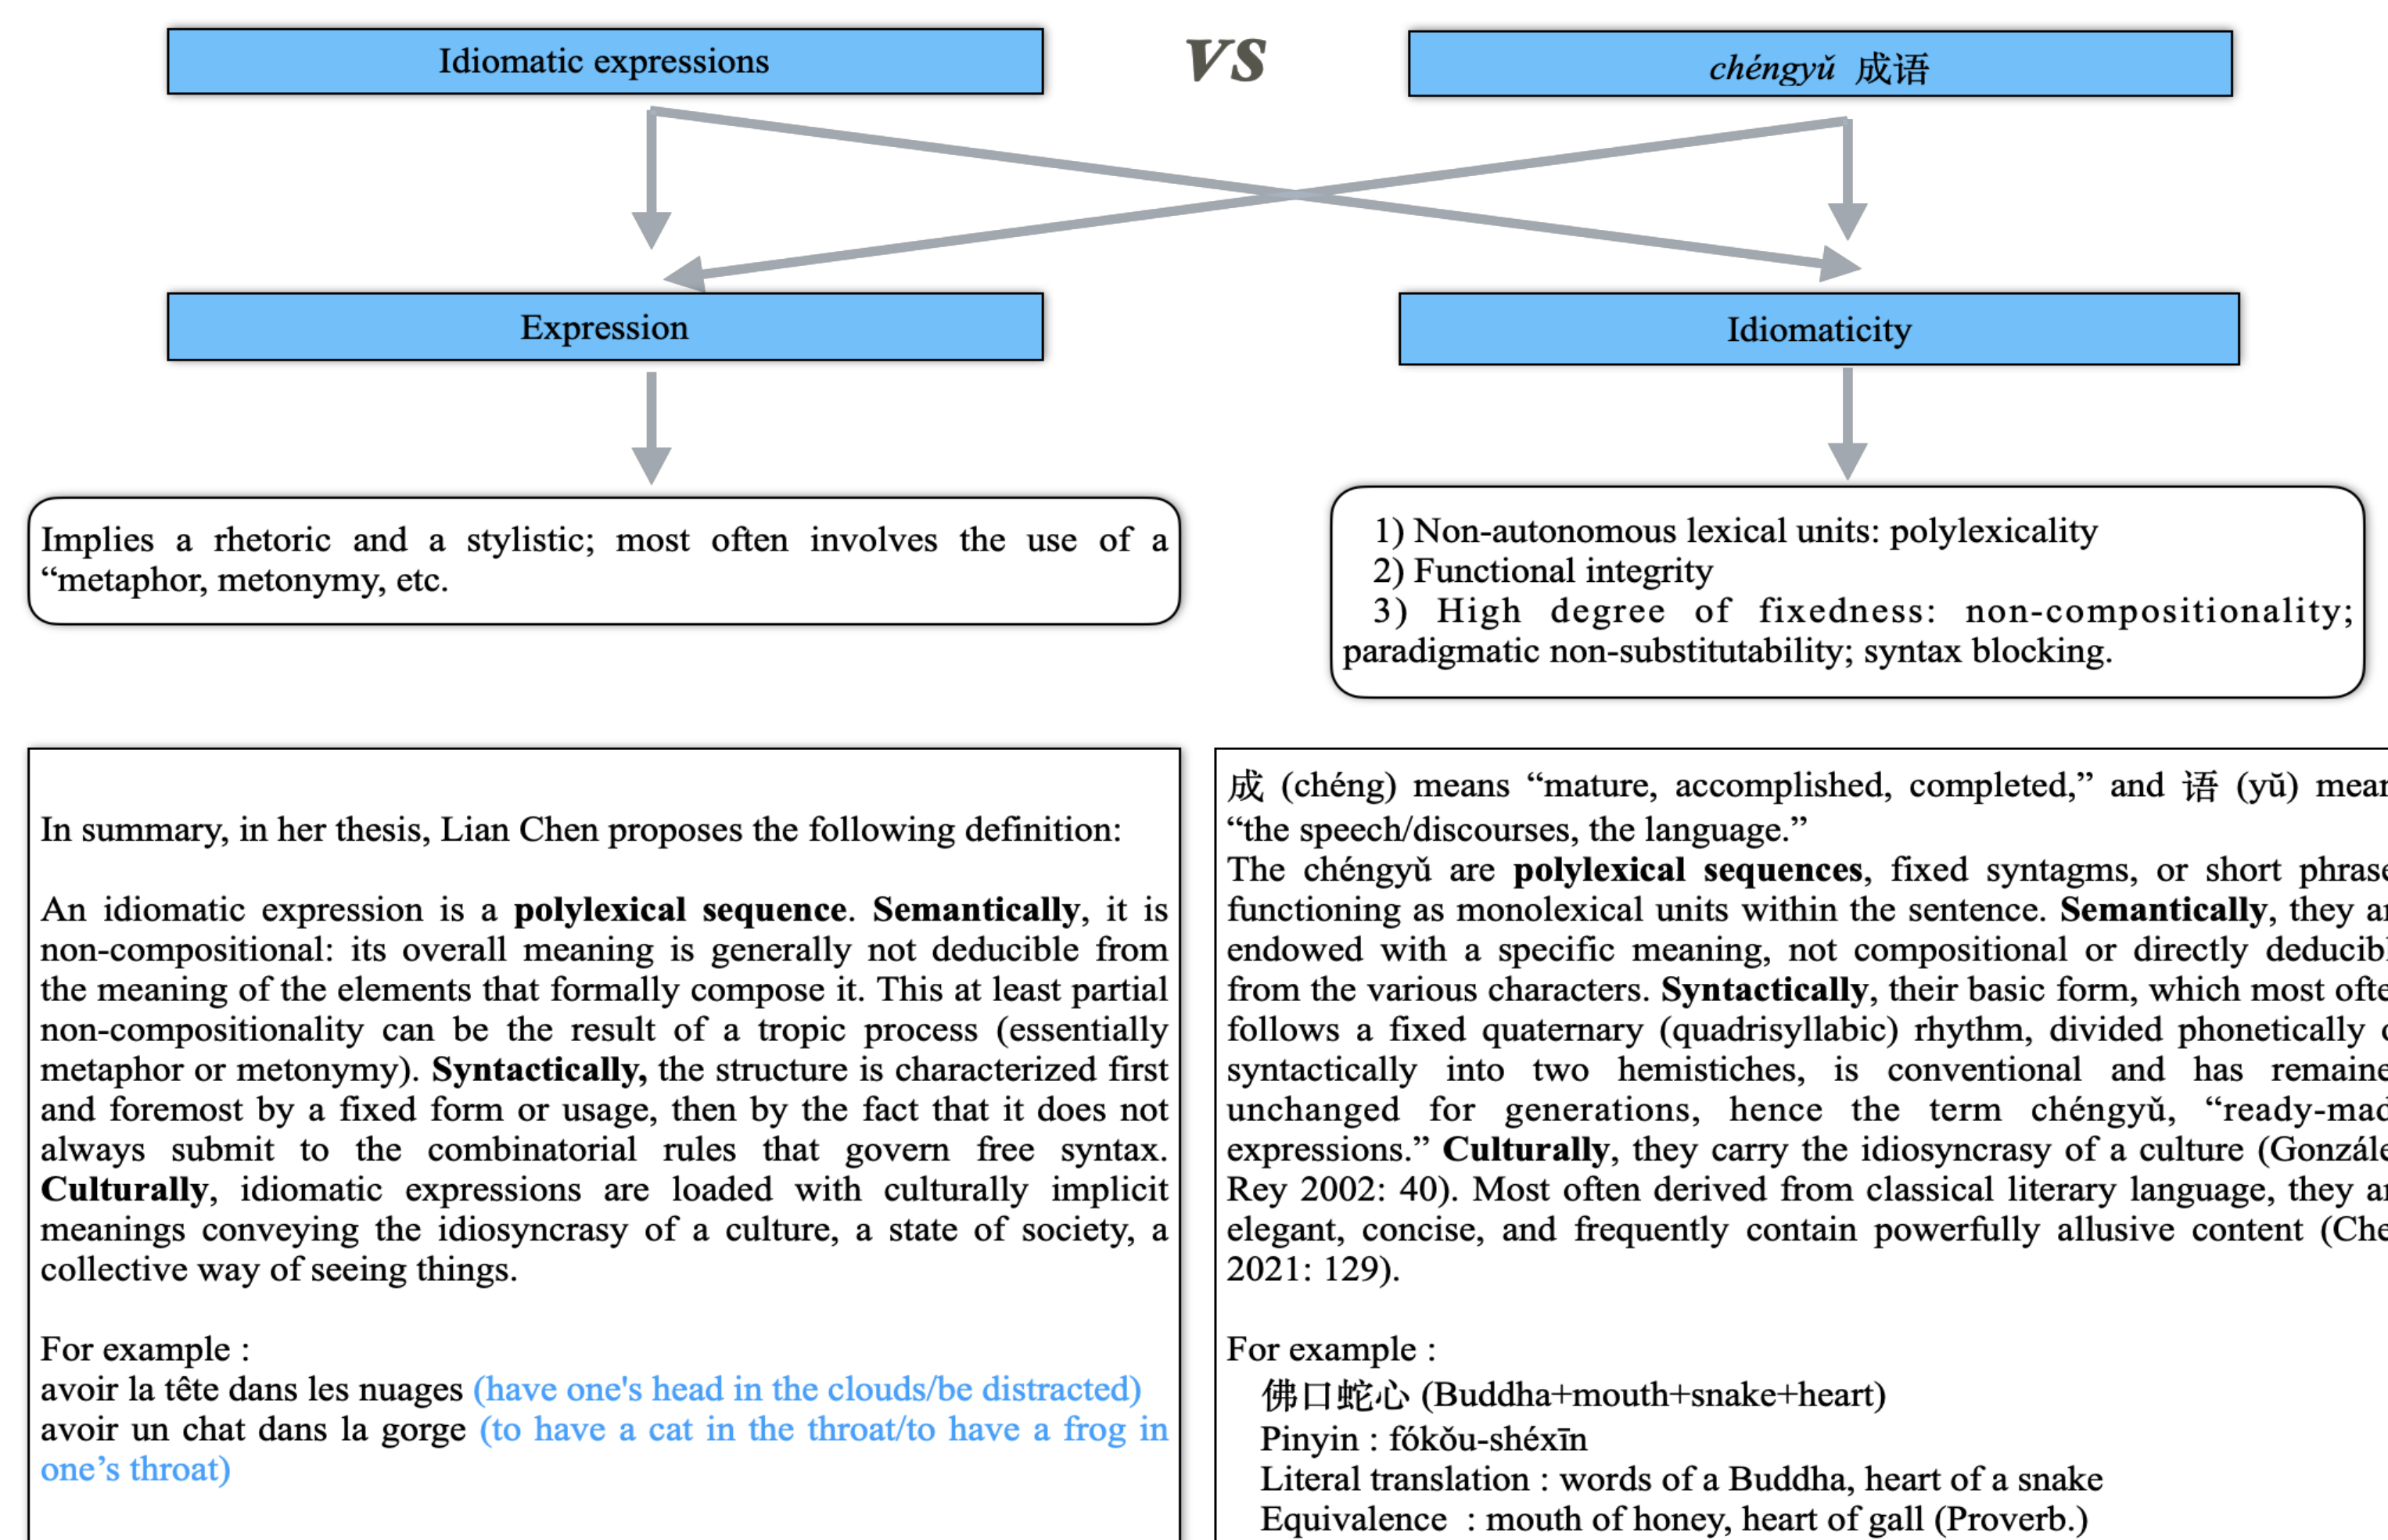 Idiomatic expressions
vs
chéngyǔ 成语
Expression
Idiomaticity
Implies a rhetoric and a stylistic; most often involves the use of a
“metaphor, metonymy, etc.
1) Non-autonomous lexical units: polylexicality
2) Functional integrity
3) High degree of fixedness: non-compositionality;
paradigmatic non-substitutability; syntax blocking.
In summary, in her thesis, Lian Chen proposes the following definition:
An idiomatic expression is a polylexical sequence. Semantically, it is
non-compositional: its overall meaning is generally not deducible from
the meaning of the elements that formally compose it. This at least partial
non-compositionality can be the result of a tropic process (essentially
metaphor or metonymy). Syntactically, the structure is characterized first
and foremost by a fixed form or usage, then by the fact that it does not
always submit to the combinatorial rules that govern free syntax.
Culturally, idiomatic expressions are loaded with culturally implicit
meanings conveying the idiosyncrasy of a culture, a state of society, a
collective way of seeing things.
For example :
avoir la tête dans les nuages (have one's head in the clouds/be distracted)
avoir un chat dans la gorge (to have a cat in the throat/to have a frog in
one’s throat)
成 (chéng) means “mature, accomplished, completed,” and 语 (yǔ) mean
“the speech/discourses, the language.”
The chéngyǔ are polylexical sequences, fixed syntagms, or short phrase
functioning as monolexical units within the sentence. Semantically, they a
endowed with a specific meaning, not compositional or directly deducib
from the various characters. Syntactically, their basic form, which most ofte
follows a fixed quaternary (quadrisyllabic) rhythm, divided phonetically
syntactically into two hemistiches, is conventional and has remaine
unchanged for generations, hence the term chéngyǔ, “ready-mad
expressions.” Culturally, they carry the idiosyncrasy of a culture (Gonzále
Rey 2002: 40). Most often derived from classical literary language, they a
elegant, concise, and frequently contain powerfully allusive content (Che
2021: 129).
For example :
佛口蛇心 (Buddha+mouth+snake+heart)
Pinyin : fókǒu-shéxīn
Literal translation : words of a Buddha, heart of a snake
Equivalence : mouth of honey, heart of gall (Proverb.)